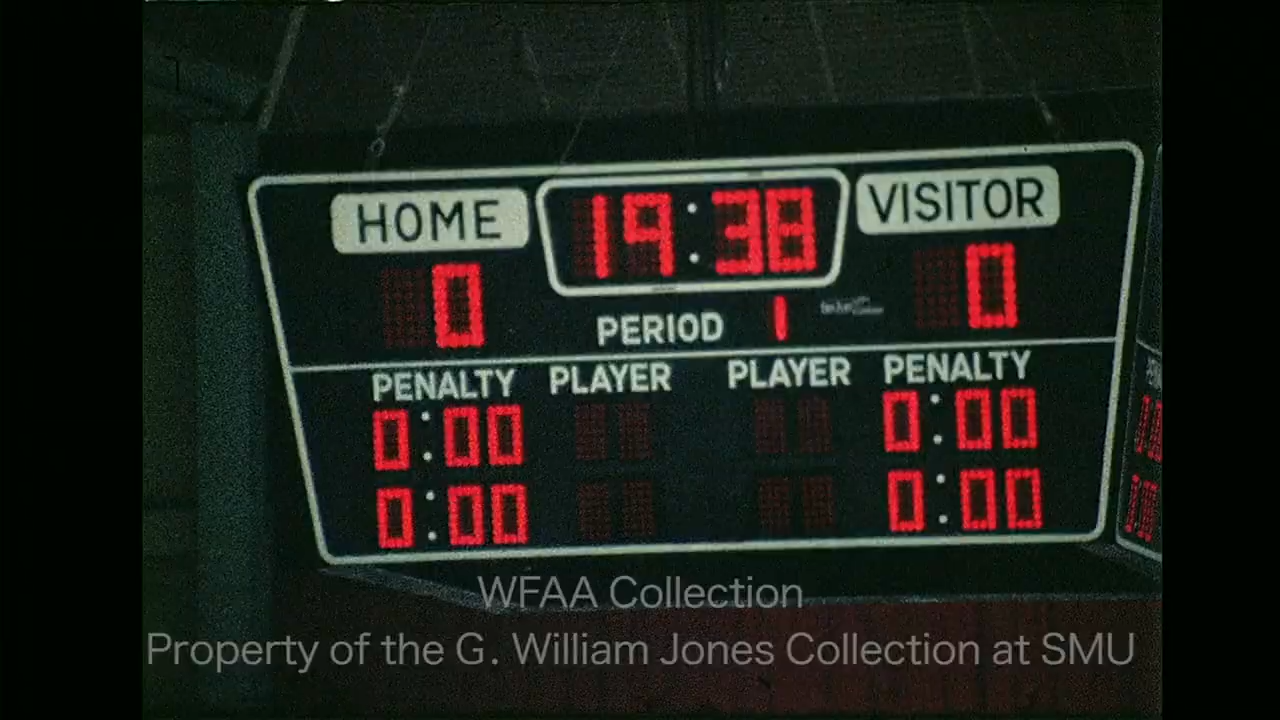 HOME 19:38 VISITOR
0 PERIOD 1 0
PENALTY PLAYER PLAYER PENALTY
0:00 0:00
0:00 0:00
WFAA Collection
Property of the G. William Jones Collection at SMU